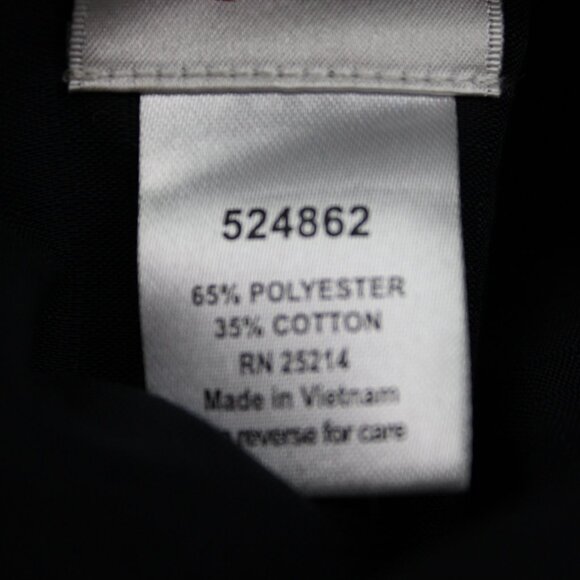 524862
65% POLYESTER
35% COTTON
RN 25214
Made in Vietnam
reverse for care